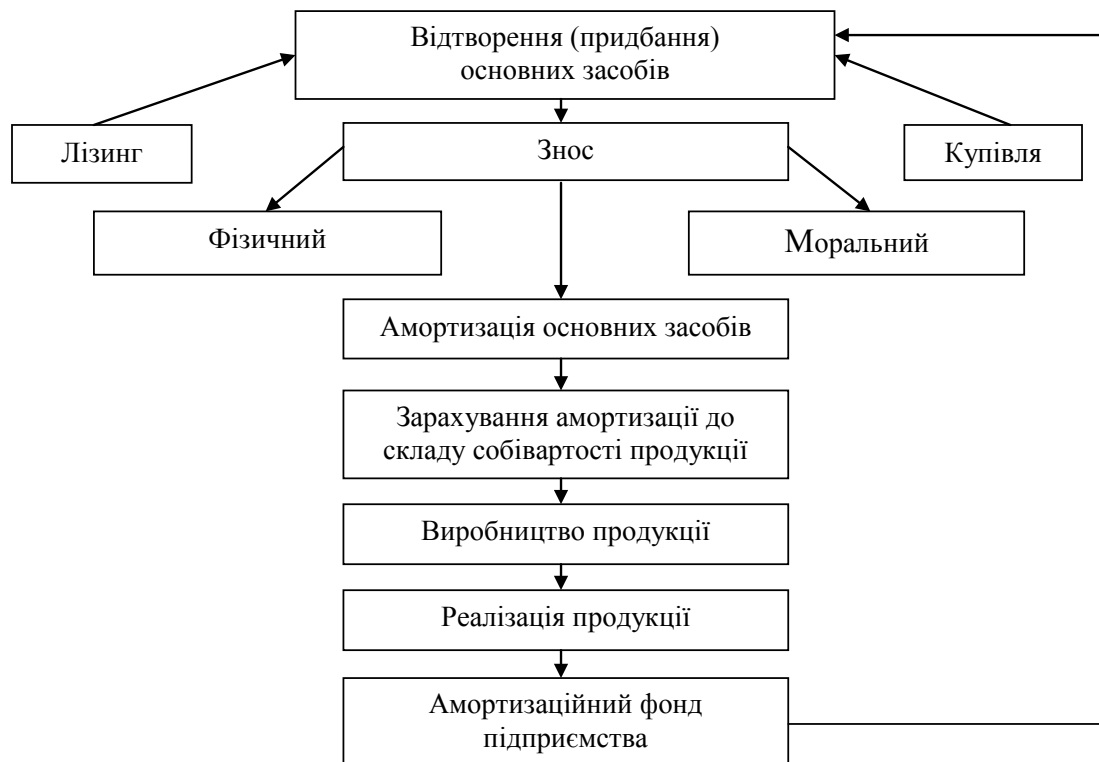 Відтворення (придбання)
основних засобів
Лізинг
Знос
Купівля
Фізичний
Моральний
Амортизація основних засобів
Зарахування амортизації до
складу собівартості продукції
Виробництво продукції
Реалізація продукції
Амортизаційний фонд
підприємства